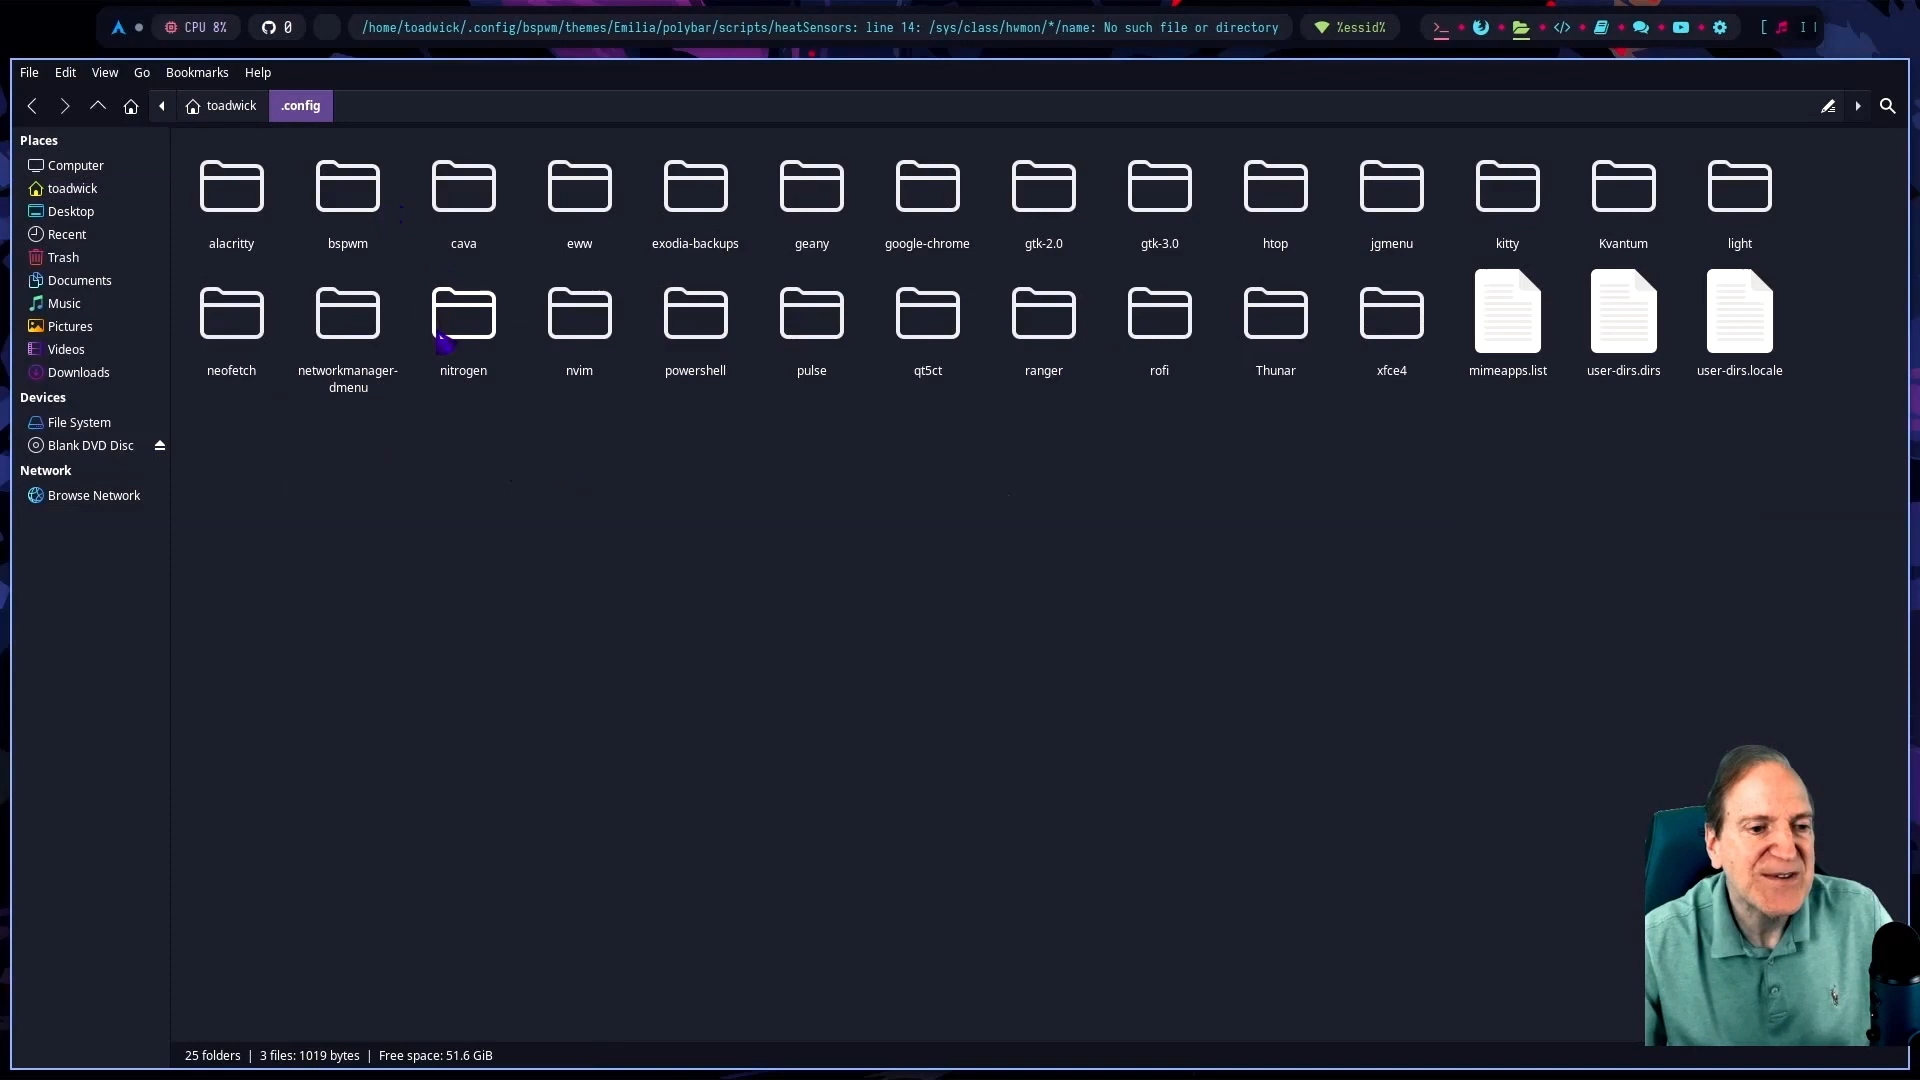 CPU 8% 0 /home/toadwick/.config/bspwm/themes/Emilia/polybar/scripts/heatSensors: line 14: /sys/class/hwmon/*/name: No such file or directory %essid% >_ </> [
File Edit View Go Bookmarks Help
toadwick .config
Places
Computer
toadwick
Desktop
Recent
Trash
Documents
Music
Pictures
Videos
Downloads
Devices
File System
Blank DVD Disc
Network
Browse Network
alacritty bspwm cava eww exodia-backups geany google-chrome gtk-2.0 gtk-3.0 htop jgmenu kitty Kvantum light
neofetch networkmanager-dmenu nitrogen nvim powershell pulse qt5ct ranger rofi Thunar xfce4 mimeapps.list user-dirs.dirs user-dirs.locale
25 folders | 3 files: 1019 bytes | Free space: 51.6 GiB